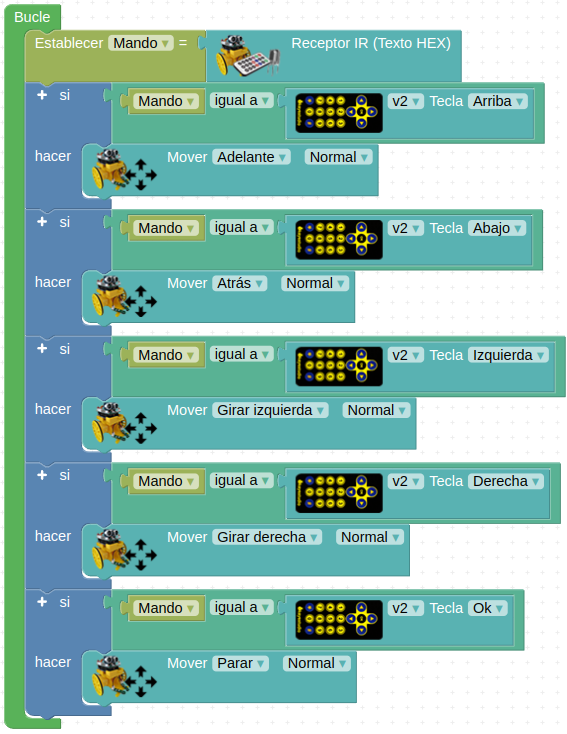 Bucle
Establecer Mando ▾ = Receptor IR (Texto HEX)
+ si Mando ▾ igual a ▾ v2 ▾ Tecla Arriba ▾
hacer Mover Adelante ▾ Normal ▾
+ si Mando ▾ igual a ▾ v2 ▾ Tecla Abajo ▾
hacer Mover Atrás ▾ Normal ▾
+ si Mando ▾ igual a ▾ v2 ▾ Tecla Izquierda ▾
hacer Mover Girar izquierda ▾ Normal ▾
+ si Mando ▾ igual a ▾ v2 ▾ Tecla Derecha ▾
hacer Mover Girar derecha ▾ Normal ▾
+ si Mando ▾ igual a ▾ v2 ▾ Tecla Ok ▾
hacer Mover Parar ▾ Normal ▾